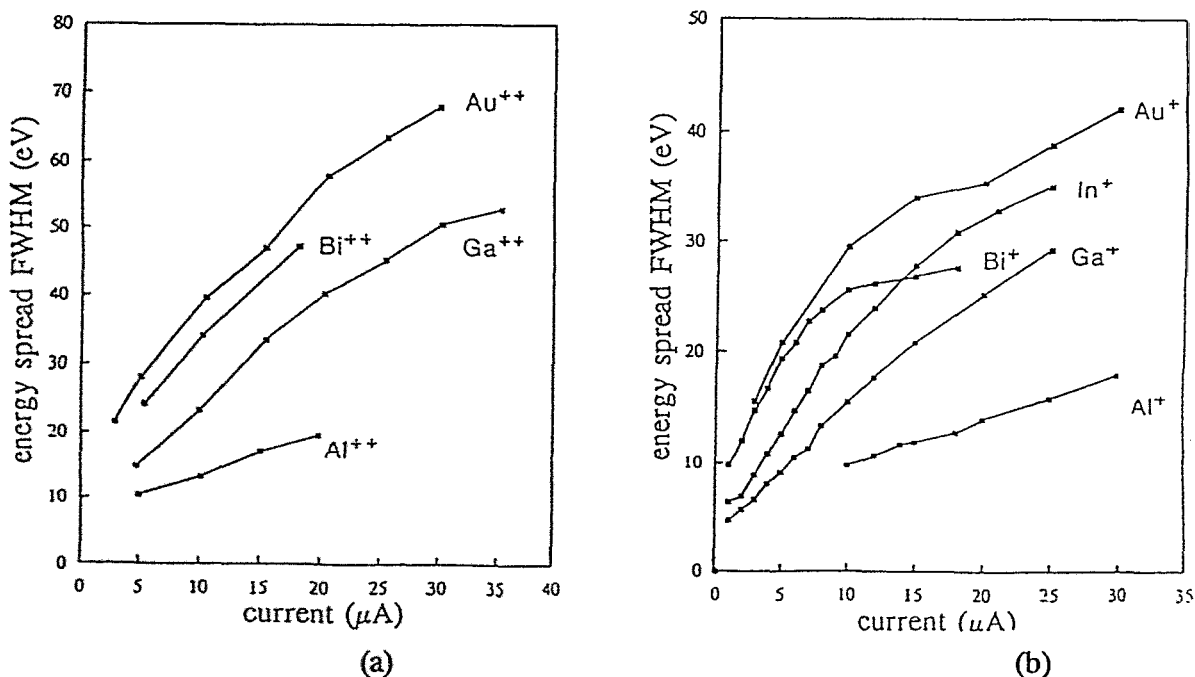 80
70
60
50
40
30
20
10
0
0 5 10 15 20 25 30 35 40
energy spread FWHM (eV)
current (μA)
Au++
Bi++
Ga++
Al++
(a)
50
40
30
20
10
0
0 5 10 15 20 25 30 35
energy spread FWHM (eV)
current (μA)
Au+
In+
Bi+
Ga+
Al+
(b)